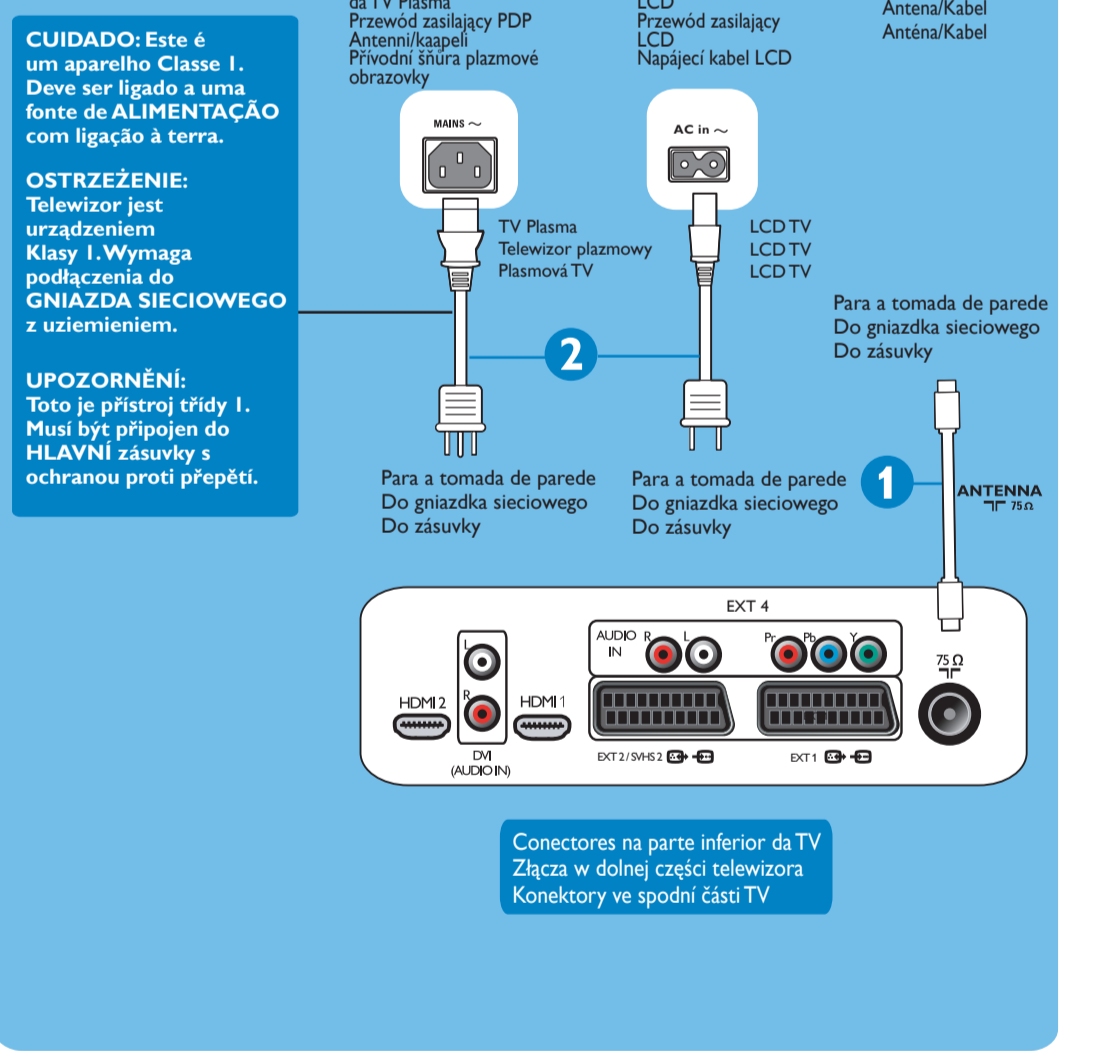 CUIDADO: Este é
um aparelho Classe 1.
Deve ser ligado a uma
fonte de ALIMENTAÇÃO
com ligação à terra.
OSTRZEŻENIE:
Telewizor jest
urządzeniem
Klasy 1. Wymaga
podłączenia do
GNIAZDA SIECIOWEGO
z uziemieniem.
UPOZORNĚNÍ:
Toto je přístroj třídy 1.
Musí být připojen do
HLAVNÍ zásuvky s
ochranou proti přepětí.
da TV Plasma
Przewód zasilający PDP
Antenni/kaapeli
Přívodní šňůra plazmové
obrazovky
LCD
Przewód zasilający
LCD
Napájecí kabel LCD
Antena/Kabel
Anténa/Kabel
MAINS ~
AC in ~
TV Plasma
Telewizor plazmowy
Plasmová TV
LCD TV
LCD TV
LCD TV
Para a tomada de parede
Do gniazdka sieciowego
Do zásuvky
2
Para a tomada de parede
Do gniazdka sieciowego
Do zásuvky
Para a tomada de parede
Do gniazdka sieciowego
Do zásuvky
1
ANTENNA
75 Ω
EXT 4
AUDIO IN R L
Pr Pb Y
75 Ω
L
R
HDMI 2
HDMI 1
DVI
(AUDIO IN)
EXT 2 / SVHS 2
EXT 1
Conectores na parte inferior da TV
Złącza w dolnej części telewizora
Konektory ve spodní části TV